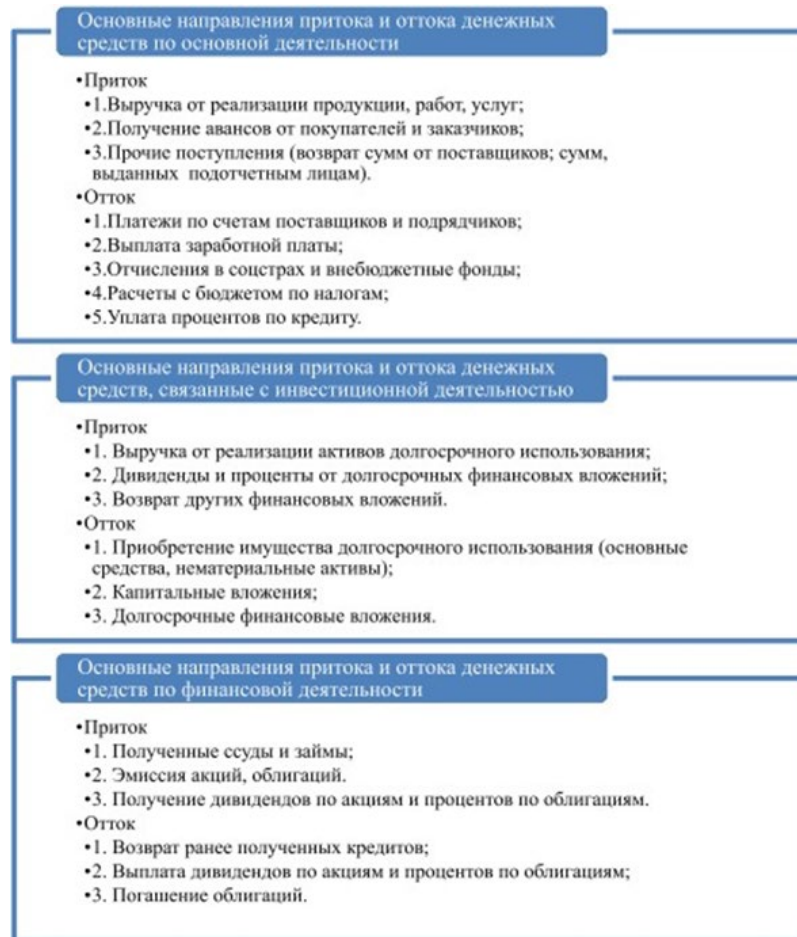 Основные направления притока и оттока денежных
средств по основной деятельности
•Приток
•1.Выручка от реализации продукции, работ, услуг;
•2.Получение авансов от покупателей и заказчиков;
•3.Прочие поступления (возврат сумм от поставщиков; сумм,
выданных подотчетным лицам).
•Отток
•1.Платежи по счетам поставщиков и подрядчиков;
•2.Выплата заработной платы;
•3.Отчисления в соцстрах и внебюджетные фонды;
•4.Расчеты с бюджетом по налогам;
•5.Уплата процентов по кредиту.
Основные направления притока и оттока денежных
средств, связанные с инвестиционной деятельностью
•Приток
•1. Выручка от реализации активов долгосрочного использования;
•2. Дивиденды и проценты от долгосрочных финансовых вложений;
•3. Возврат других финансовых вложений.
•Отток
•1. Приобретение имущества долгосрочного использования (основные
средства, нематериальные активы);
•2. Капитальные вложения;
•3. Долгосрочные финансовые вложения.
Основные направления притока и оттока денежных
средств по финансовой деятельности
•Приток
•1. Полученные ссуды и займы;
•2. Эмиссия акций, облигаций.
•3. Получение дивидендов по акциям и процентов по облигациям.
•Отток
•1. Возврат ранее полученных кредитов;
•2. Выплата дивидендов по акциям и процентов по облигациям;
•3. Погашение облигаций.